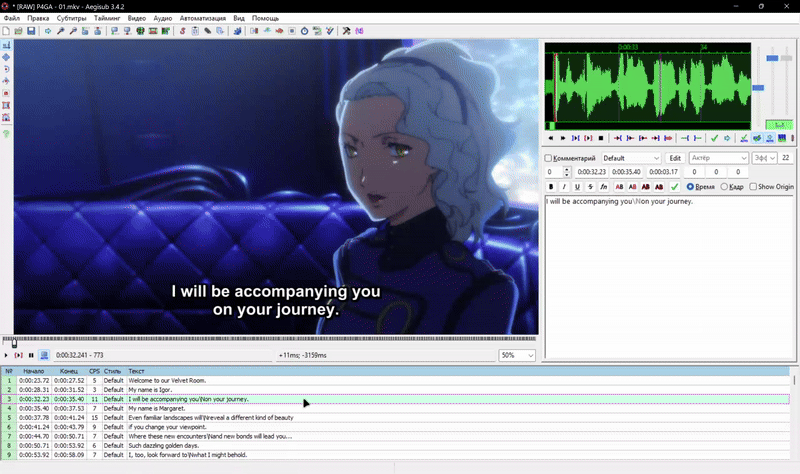 * [RAW] P4GA - 01.mkv - Aegisub 3.4.2
Файл Правка Субтитры Тайминг Видео Аудио Автоматизация Вид Помощь
0:00:33 34
I will be accompanying you
on your journey.
Комментарий Default Edit Актёр Эфф 22
0 0:00:32.23 0:00:35.40 0:00:03.17 0 0 0
B I U S Fn AB AB AB AB Время Кадр Show Origin
I will be accompanying you\Non your journey.
0:00:32.241 - 773 +11ms; -3159ms 50%
№ Начало Конец CPS Стиль Текст
1 0:00:23.72 0:00:27.52 5 Default Welcome to our Velvet Room.
2 0:00:28.31 0:00:31.52 3 Default My name is Igor.
3 0:00:32.23 0:00:35.40 11 Default I will be accompanying you\Non your journey.
4 0:00:35.40 0:00:37.53 7 Default My name is Margaret.
5 0:00:37.78 0:00:41.24 15 Default Even familiar landscapes will\Nreveal a different kind of beauty
6 0:00:41.24 0:00:43.79 9 Default if you change your viewpoint.
7 0:00:44.70 0:00:50.71 7 Default Where these new encounters\Nand new bonds will lead you...
8 0:00:50.71 0:00:53.92 6 Default Such dazzling golden days.
9 0:00:53.92 0:00:58.09 7 Default I, too, look forward to\Nwhat I might behold.